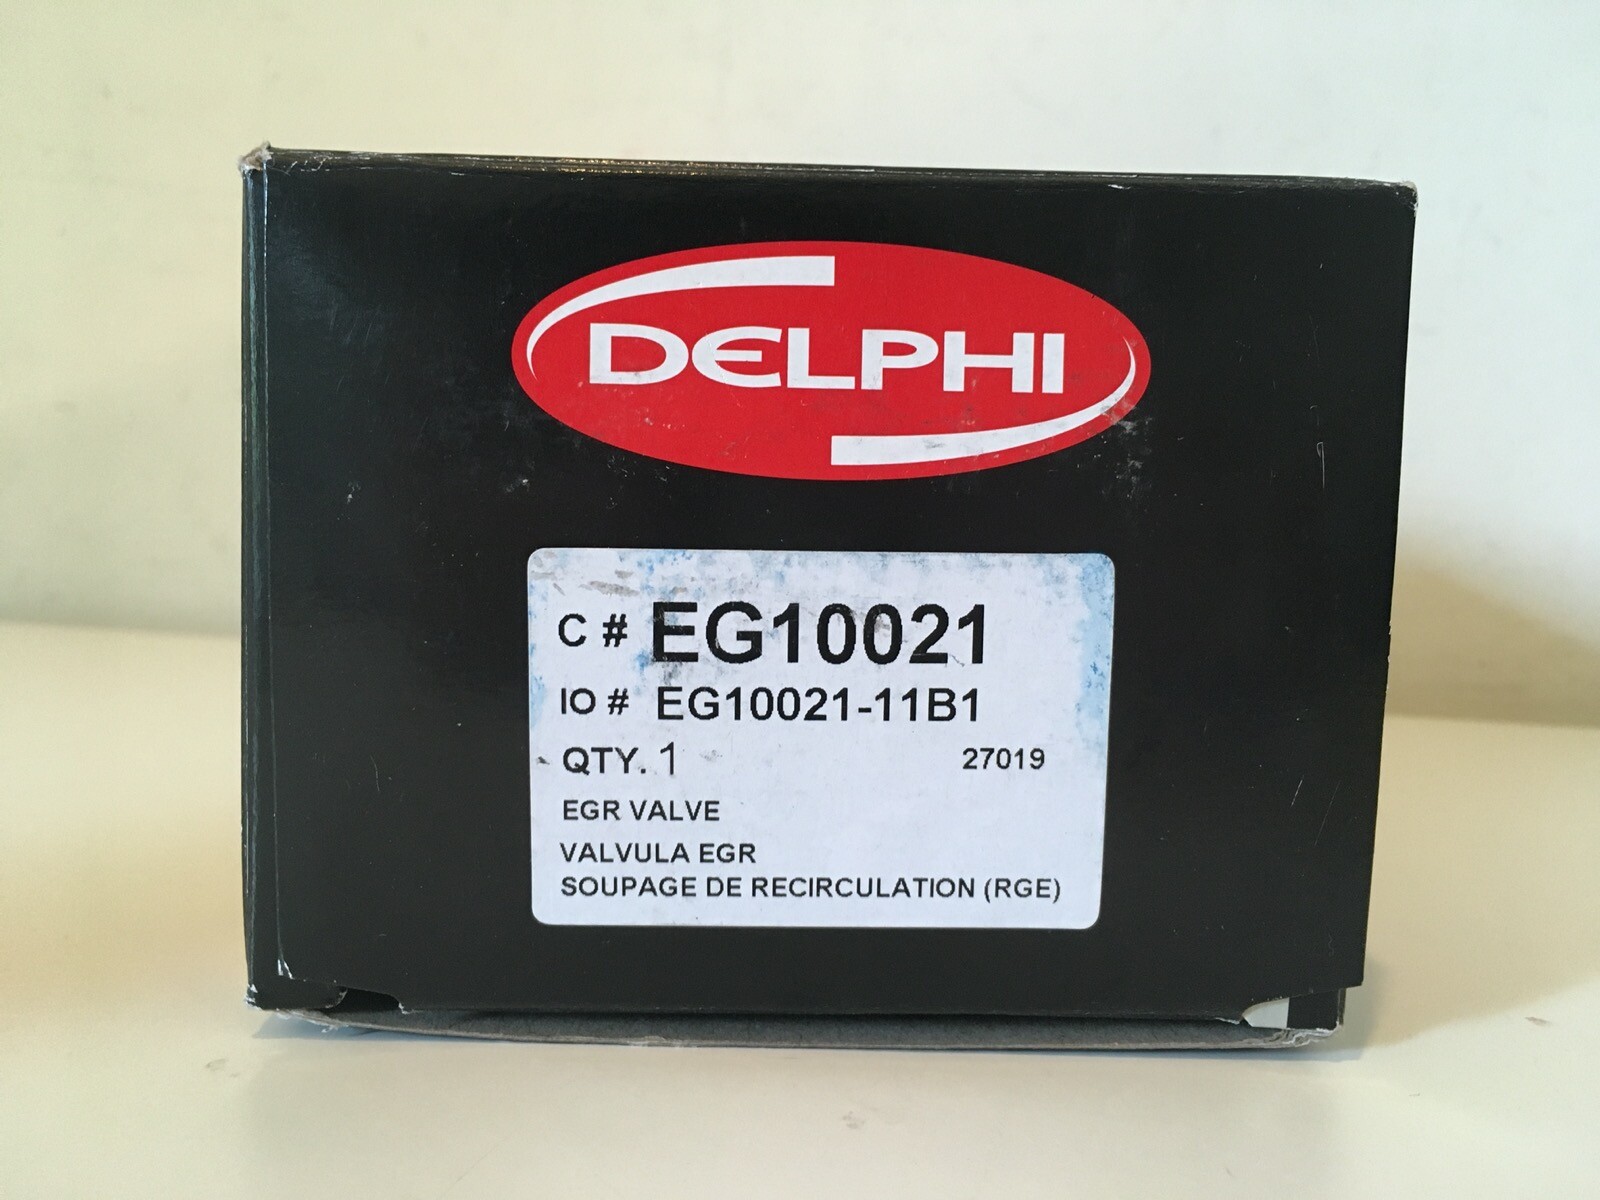 DELPHI
C # EG10021
IO # EG10021-11B1
QTY. 1 27019
EGR VALVE
VALVULA EGR
SOUPAGE DE RECIRCULATION (RGE)